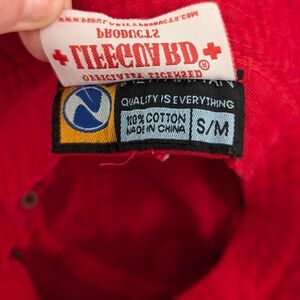 OFFICIALLY LICENSED
LIFEGUARD®
PRODUCTS
QUALITY IS EVERYTHING
100% COTTON
MADE IN CHINA
S/M